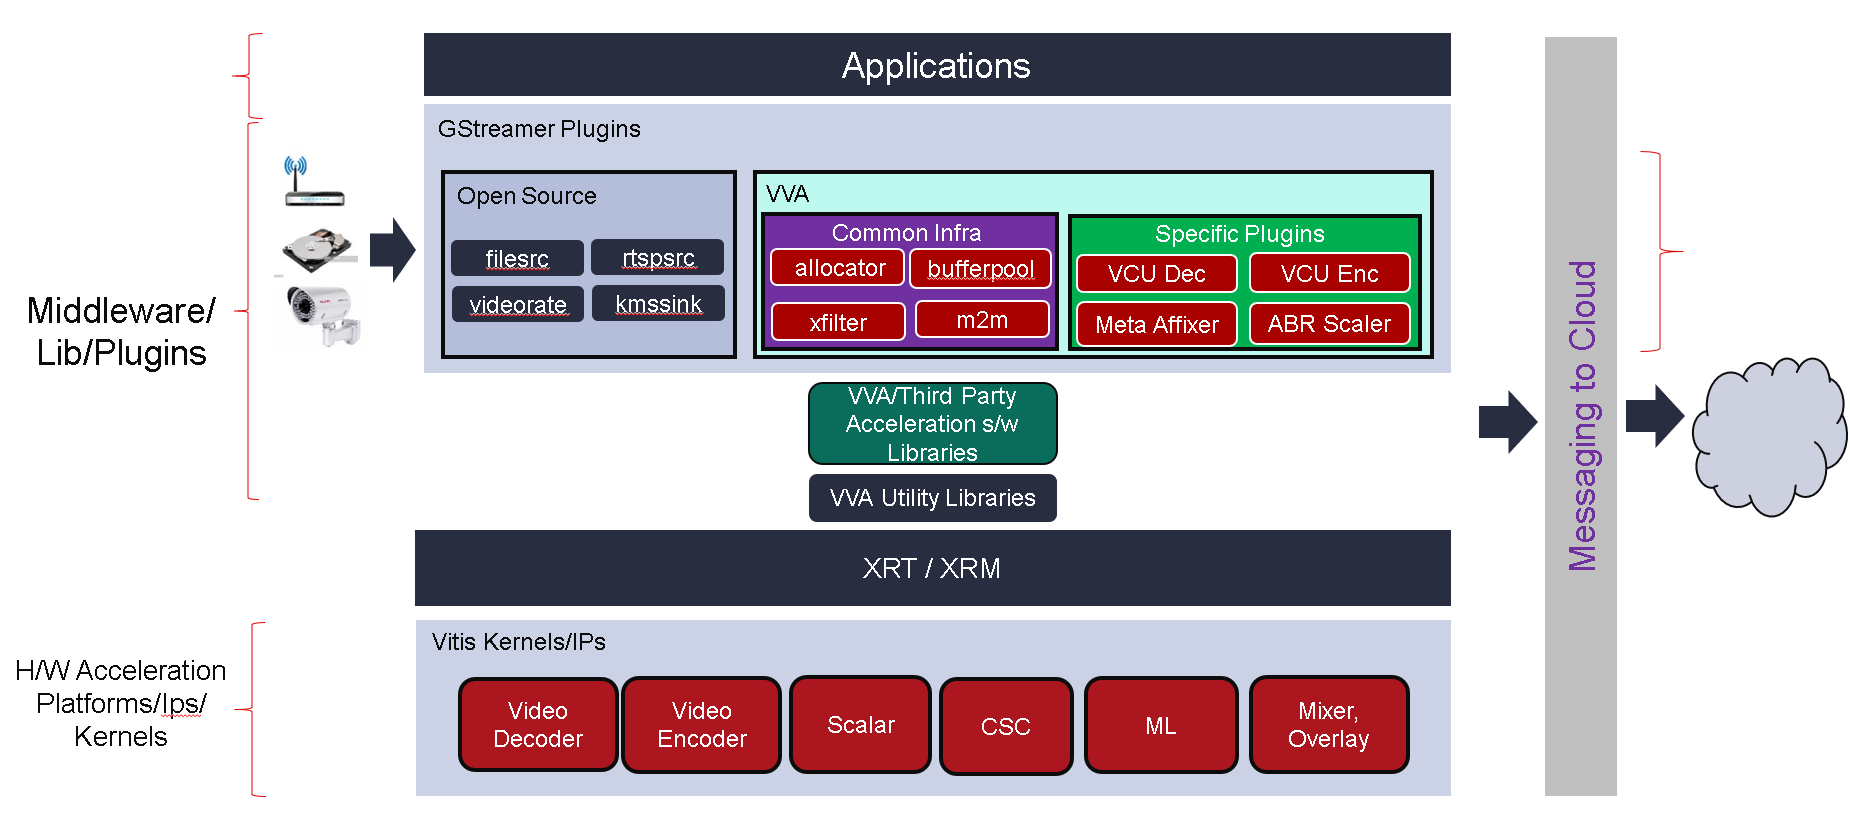 Applications
GStreamer Plugins
Open Source
filesrc
rtspsrc
videorate
kmssink
VVA
Common Infra
allocator
bufferpool
xfilter
m2m
Specific Plugins
VCU Dec
VCU Enc
Meta Affixer
ABR Scaler
Middleware/
Lib/Plugins
VVA/Third Party
Acceleration s/w
Libraries
VVA Utility Libraries
XRT / XRM
H/W Acceleration
Platforms/Ips/
Kernels
Vitis Kernels/IPs
Video
Decoder
Video
Encoder
Scalar
CSC
ML
Mixer,
Overlay
Messaging to Cloud